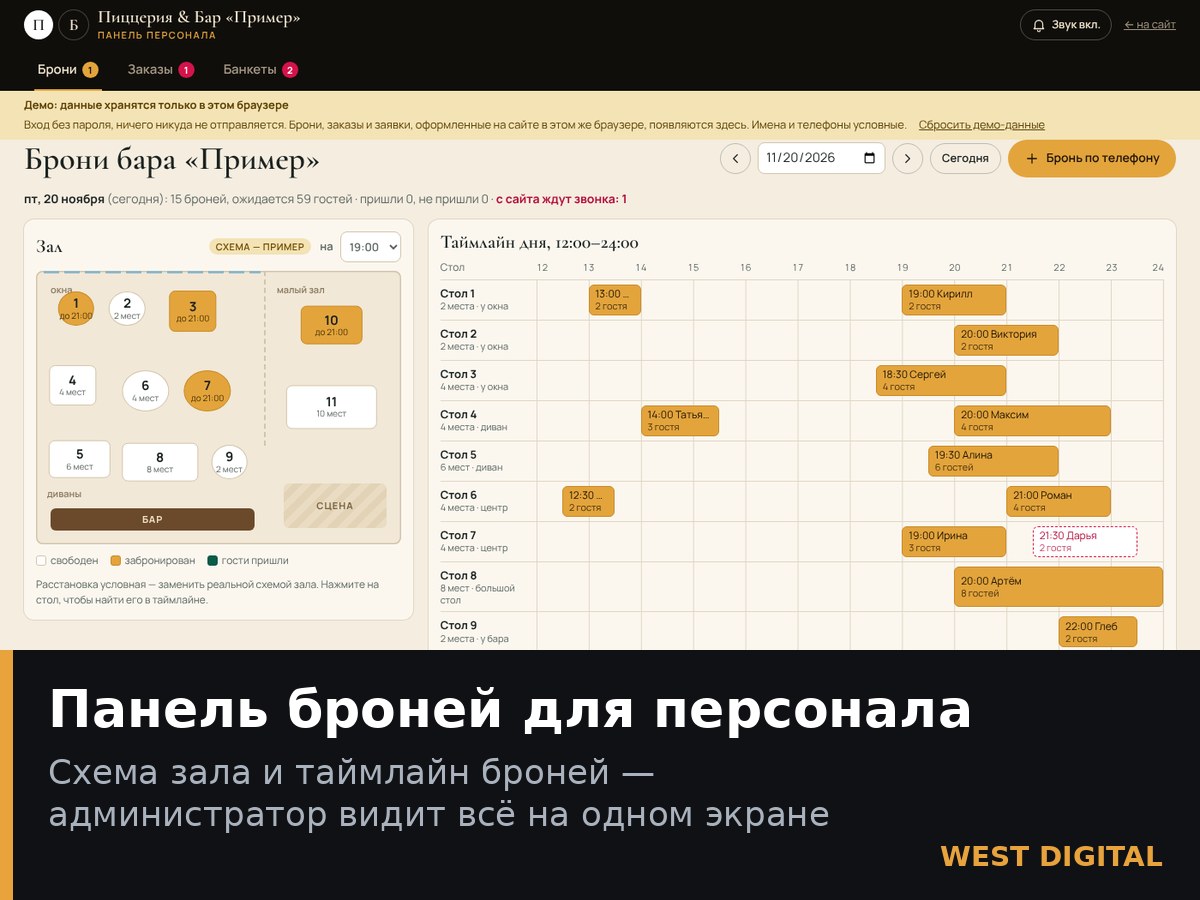 П Б Пиццерия & Бар «Пример»
ПАНЕЛЬ ПЕРСОНАЛА
Звук вкл.
← на сайт
Брони 1 Заказы 1 Банкеты 2
Демо: данные хранятся только в этом браузере
Вход без пароля, ничего никуда не отправляется. Брони, заказы и заявки, оформленные на сайте в этом же браузере, появляются здесь. Имена и телефоны условные. Сбросить демо-данные
Брони бара «Пример»
11/20/2026
Сегодня
+ Бронь по телефону
пт, 20 ноября (сегодня): 15 броней, ожидается 59 гостей · пришли 0, не пришли 0 · с сайта ждут звонка: 1
Зал
СХЕМА — ПРИМЕР
на 19:00
окна
малый зал
1
до 21:00
2
2 мест
3
до 21:00
10
до 21:00
4
4 мест
6
4 мест
7
до 21:00
11
10 мест
5
6 мест
8
8 мест
9
2 мест
диваны
СЦЕНА
БАР
свободен забронирован гости пришли
Расстановка условная — заменить реальной схемой зала. Нажмите на
стол, чтобы найти его в таймлайне.
Таймлайн дня, 12:00–24:00
Стол 12 13 14 15 16 17 18 19 20 21 22 23 24
Стол 1
2 места · у окна
13:00 ...
2 гостя
19:00 Кирилл
2 гостя
Стол 2
2 места · у окна
20:00 Виктория
2 гостя
Стол 3
4 места · у окна
18:30 Сергей
4 гостя
Стол 4
4 места · диван
14:00 Татья...
3 гостя
20:00 Максим
4 гостя
Стол 5
6 мест · диван
19:30 Алина
6 гостей
Стол 6
4 места · центр
12:30 ...
2 гостя
21:00 Роман
4 гостя
Стол 7
4 места · центр
19:00 Ирина
3 гостя
21:30 Дарья
2 гостя
Стол 8
8 мест · большой
стол
20:00 Артём
8 гостей
Стол 9
2 места · у бара
22:00 Глеб
2 гостя
Панель броней для персонала
Схема зала и таймлайн броней —
администратор видит всё на одном экране
WEST DIGITAL